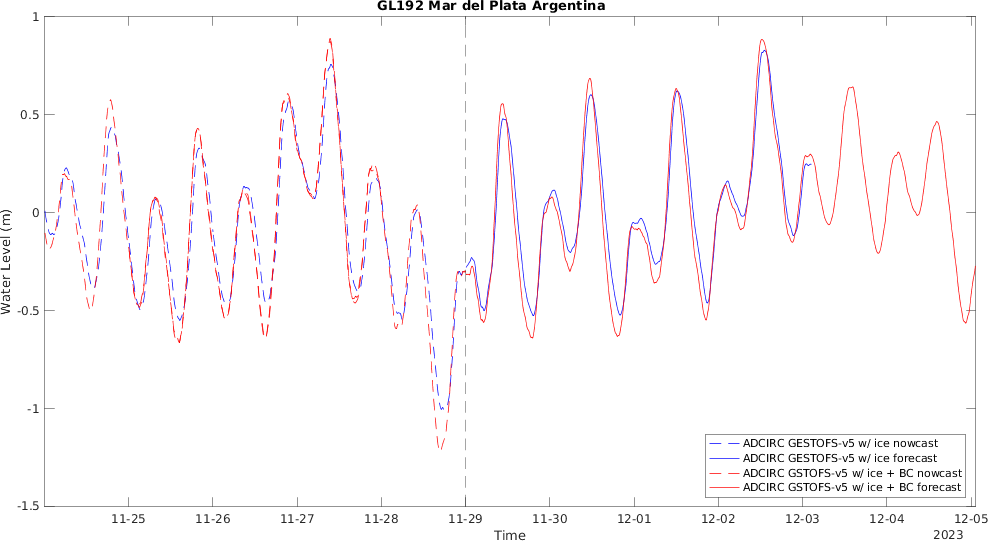 GL192 Mar del Plata Argentina
Water Level (m)
1
0.5
0
-0.5
-1
-1.5
11-25
11-26
11-27
11-28
11-29
11-30
12-01
12-02
12-03
12-04
12-05
Time
2023
ADCIRC GESTOFS-v5 w/ ice nowcast
ADCIRC GESTOFS-v5 w/ ice forecast
ADCIRC GSTOFS-v5 w/ ice + BC nowcast
ADCIRC GSTOFS-v5 w/ ice + BC forecast